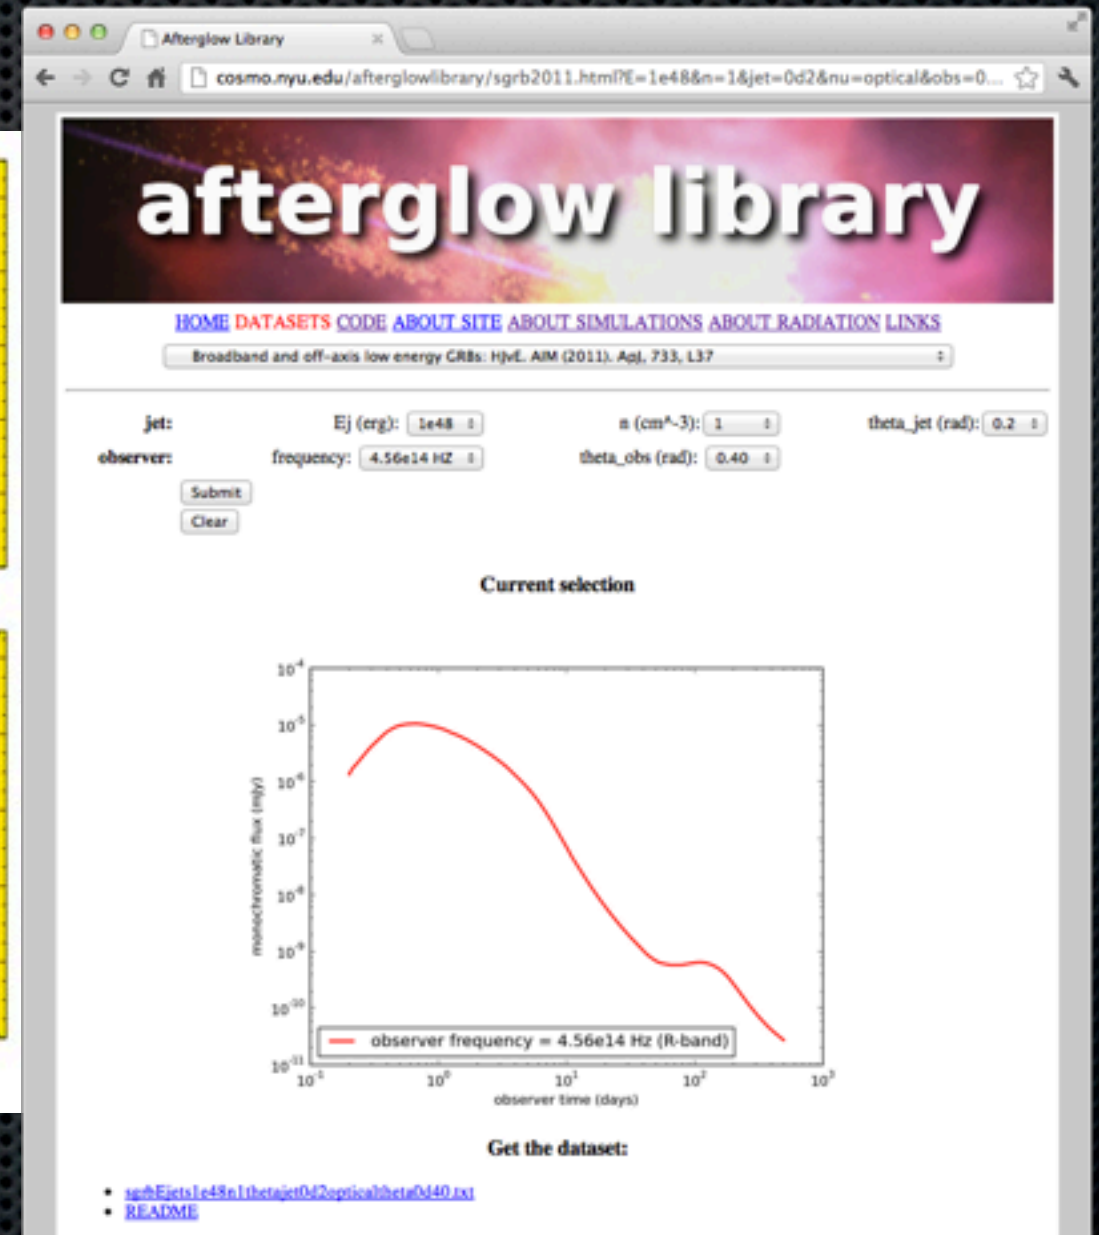 Afterglow Library
cosmo.nyu.edu/afterglowlibrary/sgrb2011.html?E=1e48&n=1&jet=0d2&nu=optical&obs=0...
afterglow library
HOME DATASETS CODE ABOUT SITE ABOUT SIMULATIONS ABOUT RADIATION LINKS
Broadband and off-axis low energy GRBs: HJvE. AIM (2011). ApJ, 733, L37
jet: Ej (erg): 1e48 n (cm^-3): 1 theta_jet (rad): 0.2
observer: frequency: 4.56e14 HZ theta_obs (rad): 0.40
Submit
Clear
Current selection
10^-4
10^-5
10^-6
10^-7
10^-8
10^-9
10^-10
10^-11
monochromatic flux (mJy)
observer frequency = 4.56e14 Hz (R-band)
10^-1 10^0 10^1 10^2 10^3
observer time (days)
Get the dataset:
sgrbEjets1e48n1thetajet0d2opticaltheta0d40.txt
README